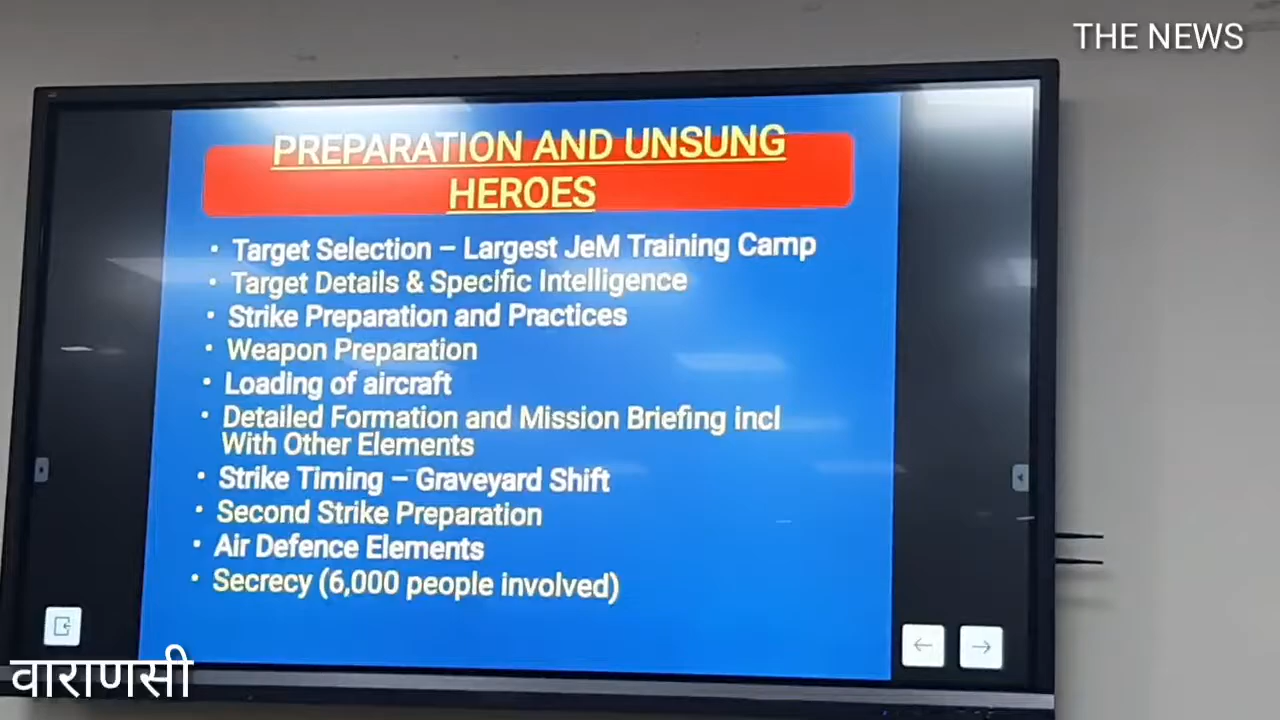 THE NEWS
PREPARATION AND UNSUNG
HEROES
• Target Selection – Largest JeM Training Camp
• Target Details & Specific Intelligence
• Strike Preparation and Practices
• Weapon Preparation
• Loading of aircraft
• Detailed Formation and Mission Briefing incl
With Other Elements
• Strike Timing – Graveyard Shift
• Second Strike Preparation
• Air Defence Elements
• Secrecy (6,000 people involved)
वाराणसी